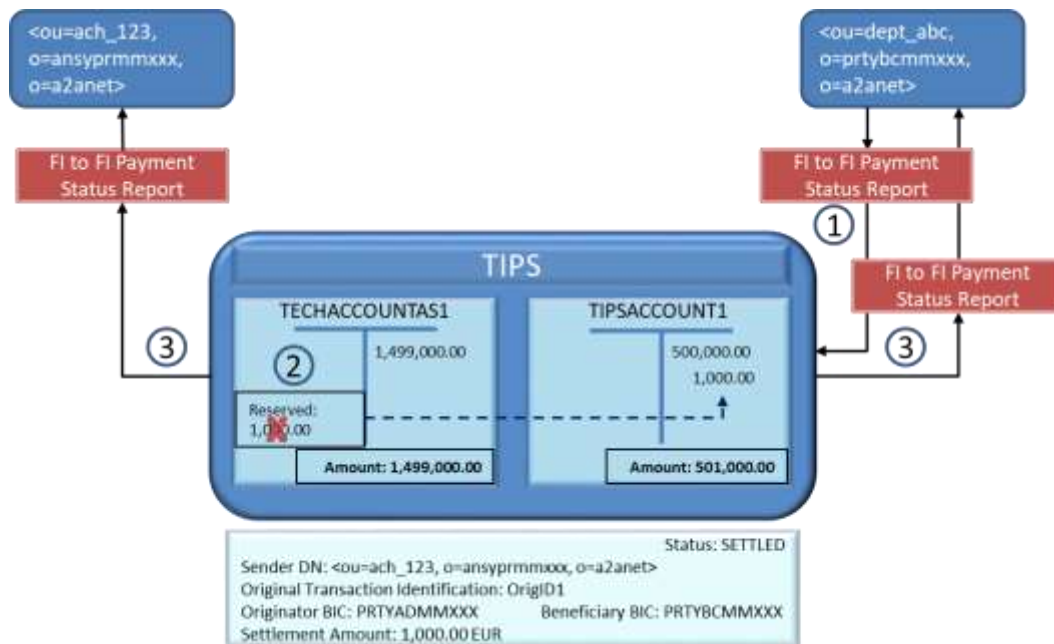 <ou=ach_123,
o=ansyprmmxxx,
o=a2anet>
<ou=dept_abc,
o=prtybcmmxxx,
o=a2anet>
FI to FI Payment
Status Report
FI to FI Payment
Status Report
1
FI to FI Payment
Status Report
TIPS
TECHACCOUNTAS1
1,499,000.00
2
Reserved:
1,000.00
Amount: 1,499,000.00
TIPSACCOUNT1
500,000.00
1,000.00
Amount: 501,000.00
3
3
Status: SETTLED
Sender DN: <ou=ach_123, o=ansyprmmxxx, o=a2anet>
Original Transaction Identification: OrigID1
Originator BIC: PRTYADMMXXX Beneficiary BIC: PRTYBCMMXXX
Settlement Amount: 1,000.00 EUR